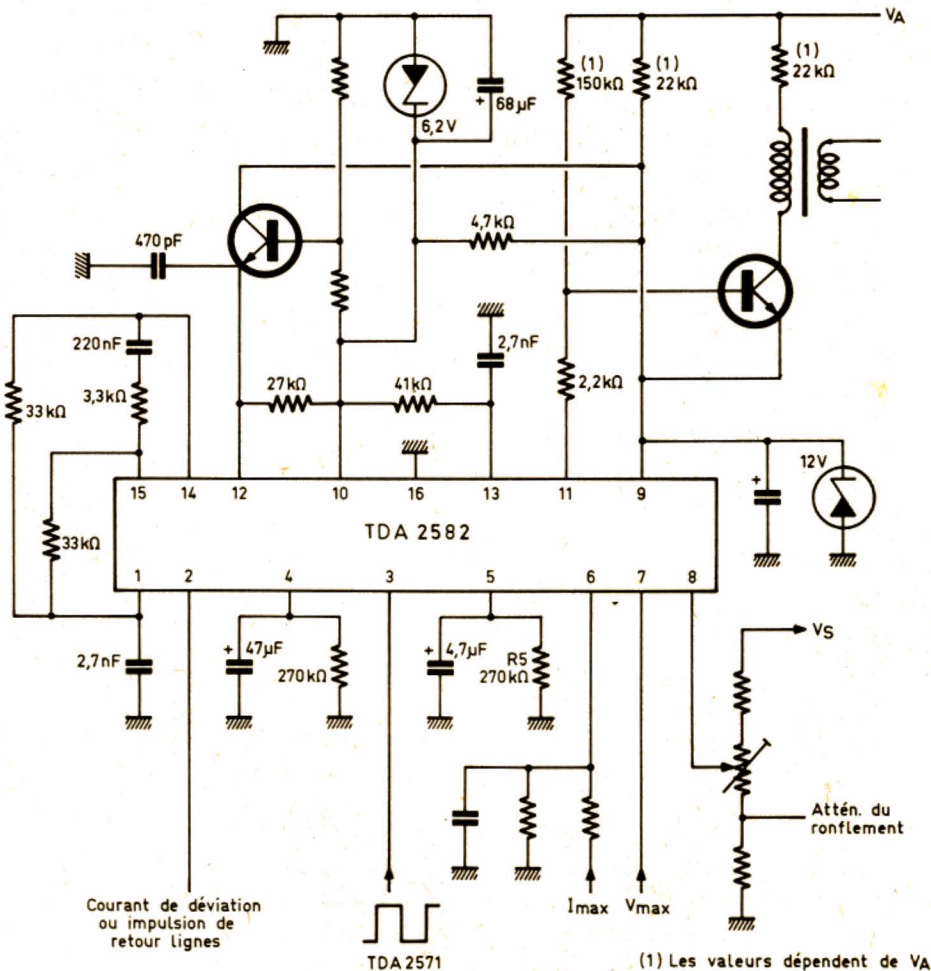 VA
(1)
150kΩ
(1)
22kΩ
(1)
22kΩ
6,2V
+
68µF
4,7kΩ
470pF
220nF
3,3kΩ
33kΩ
27kΩ
41kΩ
2,7nF
2,2kΩ
+
12V
33kΩ
15
14
12
10
16
13
11
9
TDA 2582
1
2
4
3
5
6
7
8
2,7nF
+
47µF
270kΩ
+
4,7µF
R5
270kΩ
VS
Attén. du
ronflement
Courant de déviation
ou impulsion de
retour lignes
TDA 2571
Imax
Vmax
(1) Les valeurs dépendent de VA